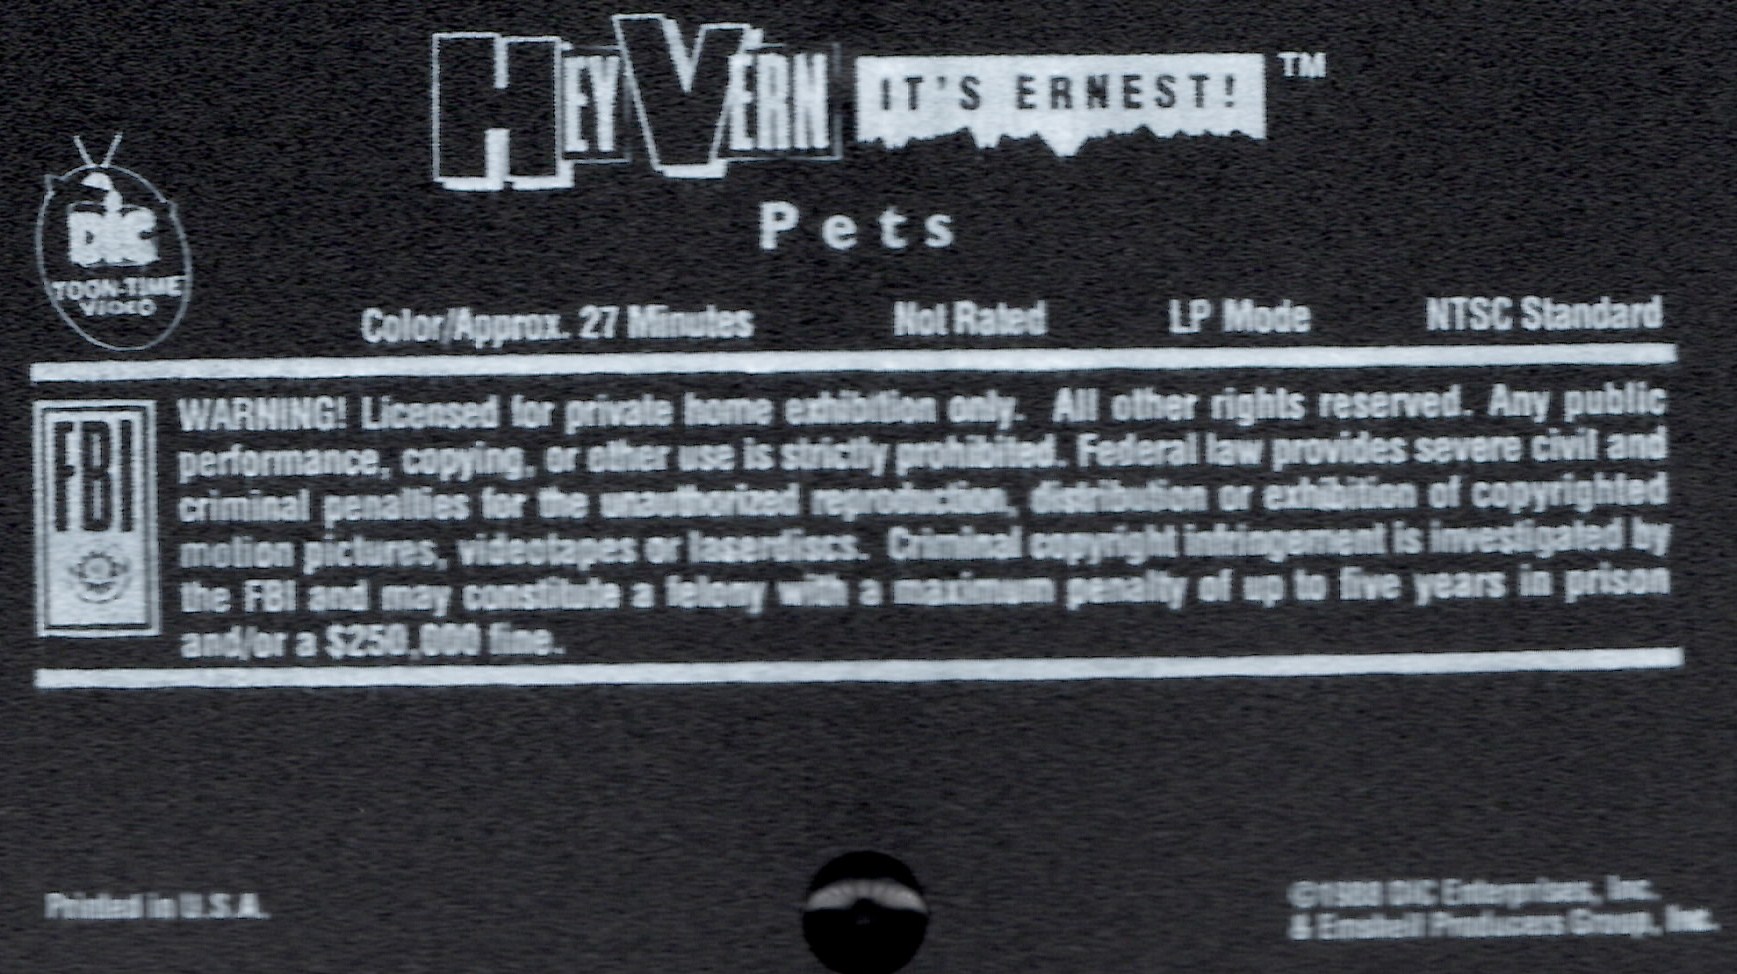 HEY VERN IT'S ERNEST! TM
Pets
DIC
TOON-TIME
VIDEO
Color/Approx. 27 Minutes Not Rated LP Mode NTSC Standard
FBI
WARNING! Licensed for private home exhibition only. All other rights reserved. Any public
performance, copying, or other use is strictly prohibited. Federal law provides severe civil and
criminal penalties for the unauthorized reproduction, distribution or exhibition of copyrighted
motion pictures, videotapes or laserdiscs. Criminal copyright infringement is investigated by
the FBI and may constitute a felony with a maximum penalty of up to five years in prison
and/or a $250,000 fine.
Printed in U.S.A.
©1988 DIC Enterprises, Inc.
& Emshell Producers Group, Inc.